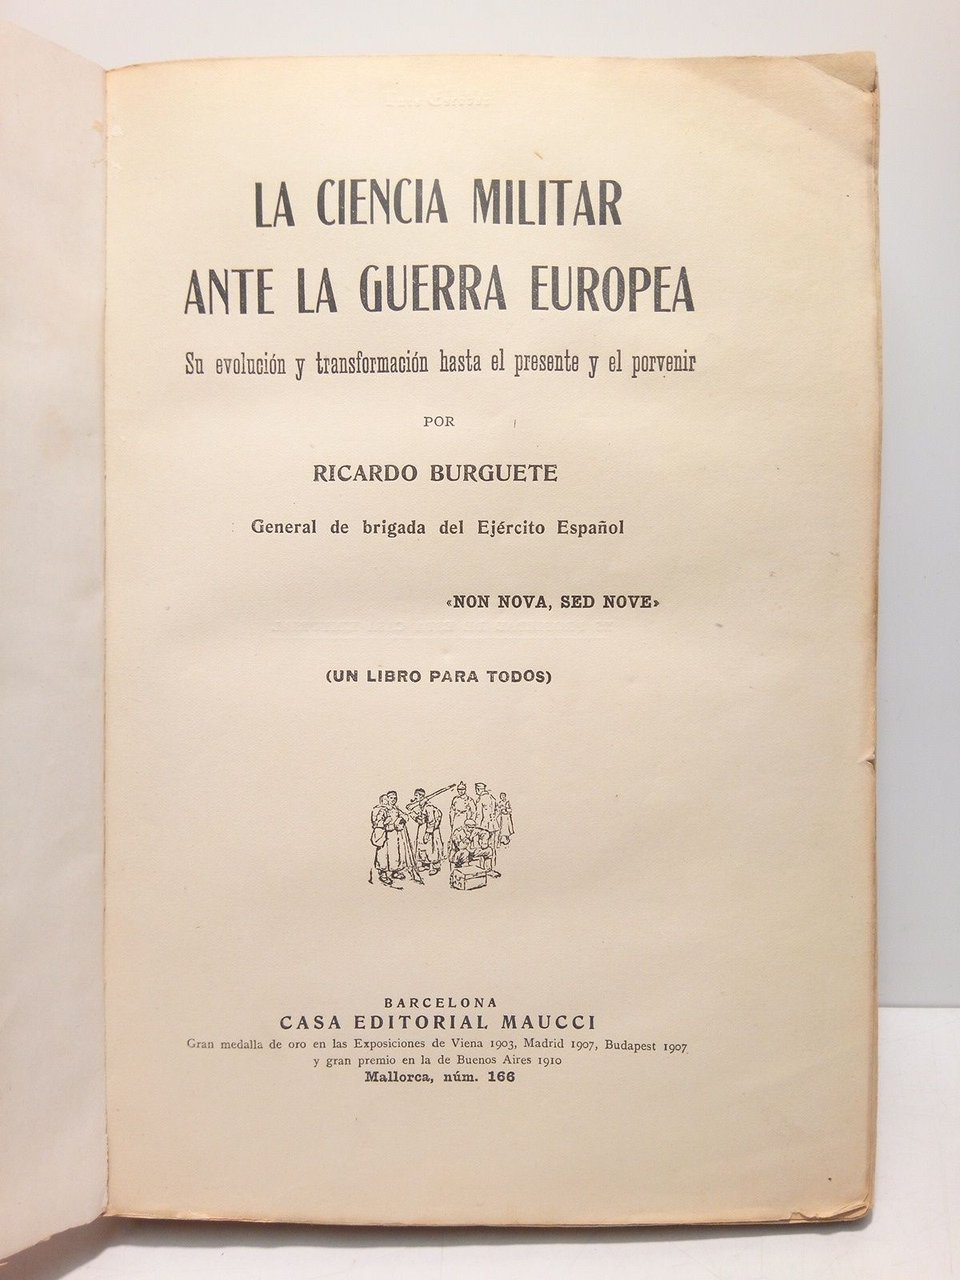 LA CIENCIA MILITAR
ANTE LA GUERRA EUROPEA
Su evolución y transformación hasta el presente y el porvenir
POR
RICARDO BURGUETE
General de brigada del Ejército Español
«NON NOVA, SED NOVE»
(UN LIBRO PARA TODOS)
BARCELONA
CASA EDITORIAL MAUCCI
Gran medalla de oro en las Exposiciones de Viena 1903, Madrid 1907, Budapest 1907
y gran premio en la de Buenos Aires 1910
Mallorca, núm. 166